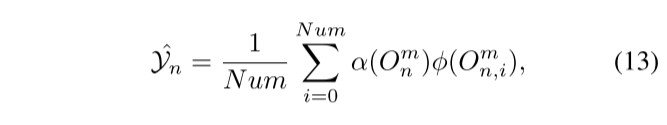 $\hat{\mathcal{Y}_n} = \frac{1}{Num} \sum_{i=0}^{Num} \alpha(O_n^m)\phi(O_{n,i}^m),$ (13)